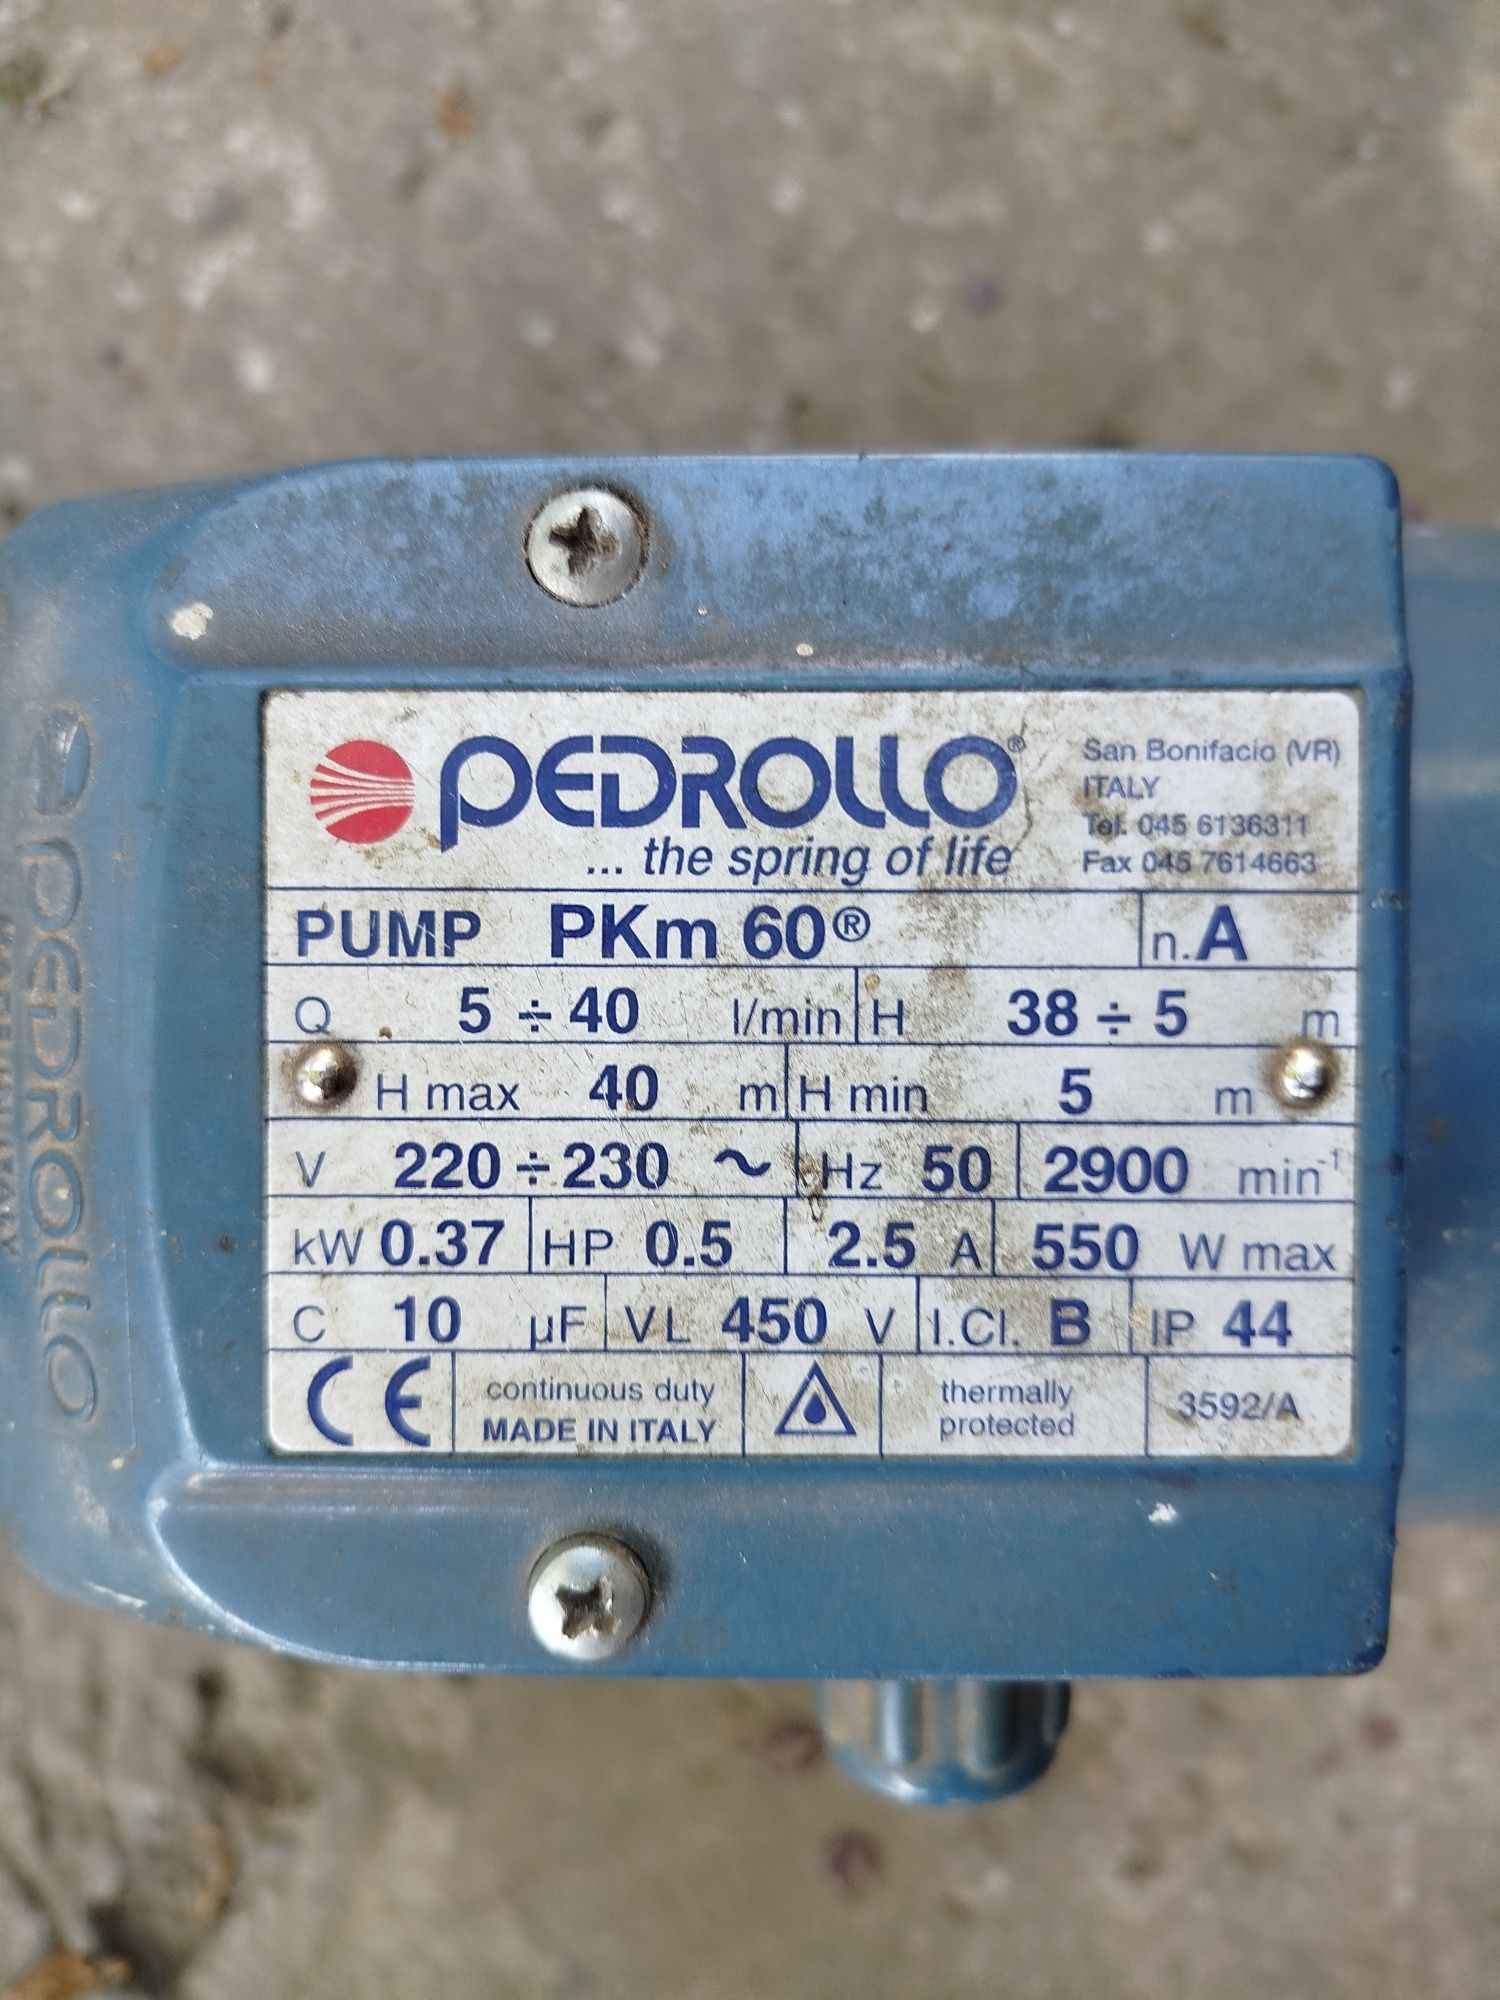 PEDROLLO®
... the spring of life
San Bonifacio (VR)
ITALY
Tel. 045 6136311
Fax 045 7614663
PUMP PKm 60® n. A
Q 5 ÷ 40 l/min H 38 ÷ 5 m
H max 40 m H min 5 m
V 220 ÷ 230 ~ Hz 50 2900 min⁻¹
kW 0.37 HP 0.5 2.5 A 550 W max
C 10 µF VL 450 V I.Cl. B IP 44
CE continuous duty
MADE IN ITALY
thermally
protected
3592/A
PEDROLLO